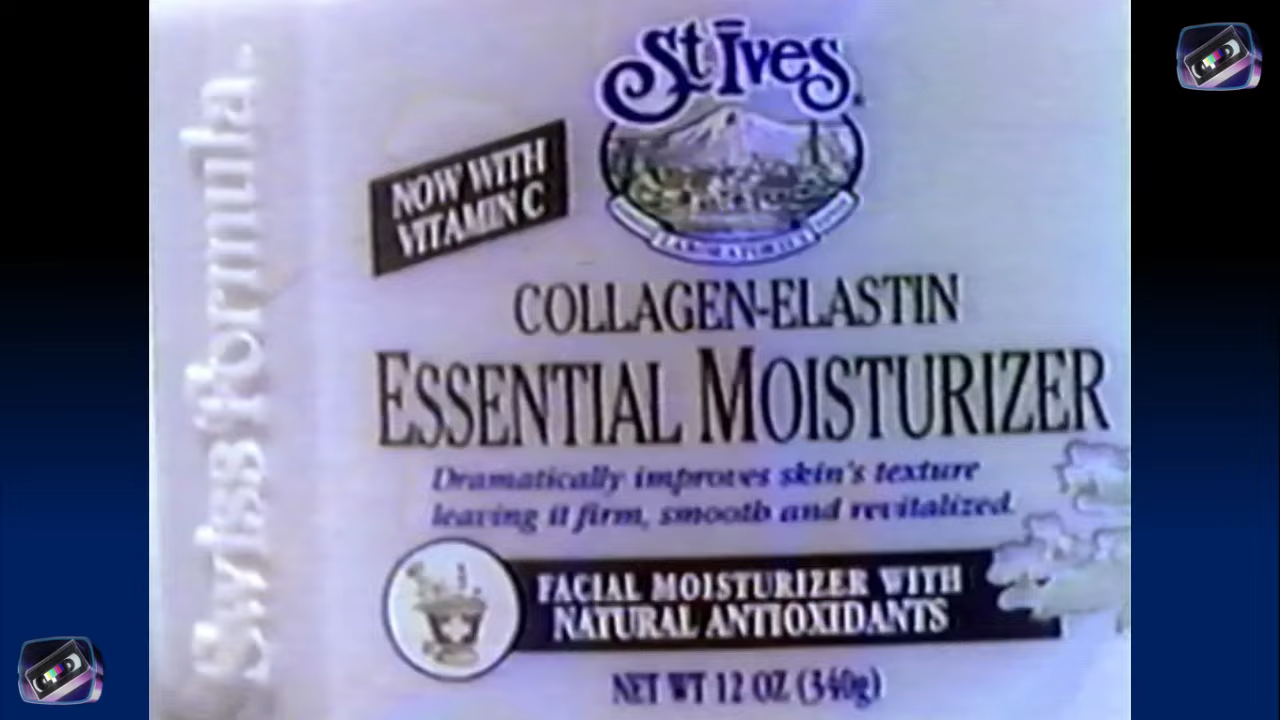 Swiss formula
St Ives
NOW WITH
VITAMIN C
LABORATORIES
COLLAGEN-ELASTIN
ESSENTIAL MOISTURIZER
Dramatically improves skin's texture
leaving it firm, smooth and revitalized.
FACIAL MOISTURIZER WITH
NATURAL ANTIOXIDANTS
NET WT 12 OZ (340g)